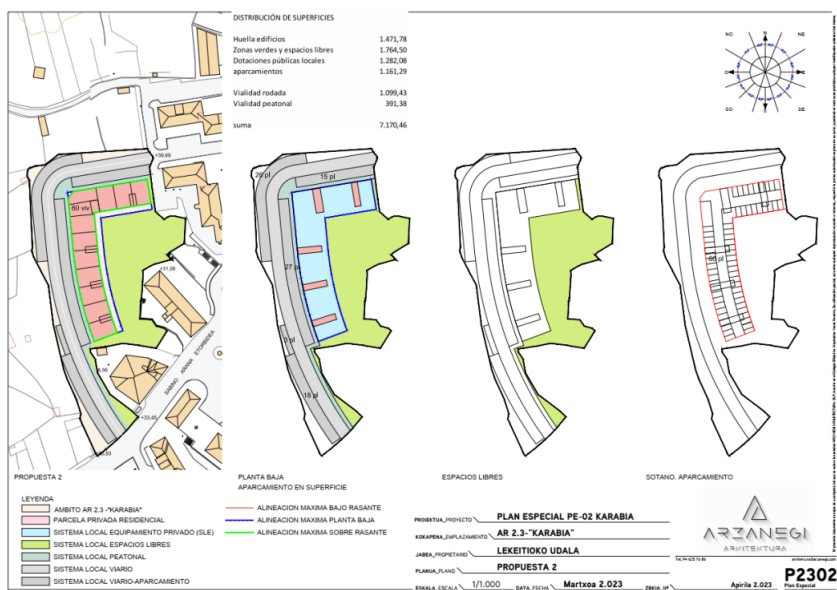 DISTRIBUCIÓN DE SUPERFICIES
Huella edificios 1.471,78
Zonas verdes y espacios libres 1.764,50
Dotaciones públicas locales 1.282,08
aparcamientos 1.161,29
Vialidad rodada 1.099,43
Vialidad peatonal 391,38
suma 7.170,46
NO N NE
SO S SE
+39,89
60 viv
+31,06
SABINO ARANA ETORBIDEA
+33,45
26 pl
15 pl
27 pl
18 pl
PROPUESTA 2
PLANTA BAJA
APARCAMIENTO EN SUPERFICIE
ESPACIOS LIBRES
SOTANO. APARCAMIENTO
LEYENDA
AMBITO AR 2.3 -"KARABIA"
PARCELA PRIVADA RESIDENCIAL
SISTEMA LOCAL EQUIPAMIENTO PRIVADO (SLE)
SISTEMA LOCAL ESPACIOS LIBRES
SISTEMA LOCAL PEATONAL
SISTEMA LOCAL VIARIO
SISTEMA LOCAL VIARIO-APARCAMIENTO
ALINEACION MAXIMA BAJO RASANTE
ALINEACION MAXIMA PLANTA BAJA
ALINEACION MAXIMA SOBRE RASANTE
PROIEKTUA_PROYECTO PLAN ESPECIAL PE-02 KARABIA
KOKAPENA_EMPLAZAMIENTO AR 2.3-"KARABIA"
JABEA_PROPIETARIO LEKEITIOKO UDALA
PLANUA_PLANO PROPUESTA 2
ESKALA_ESCALA 1/1.000 DATA_FECHA Martxoa 2.023 ZBKIA_Nº Apirila 2.023
ARZANEGI
ARKITEKTURA
P2302
Plan Especial